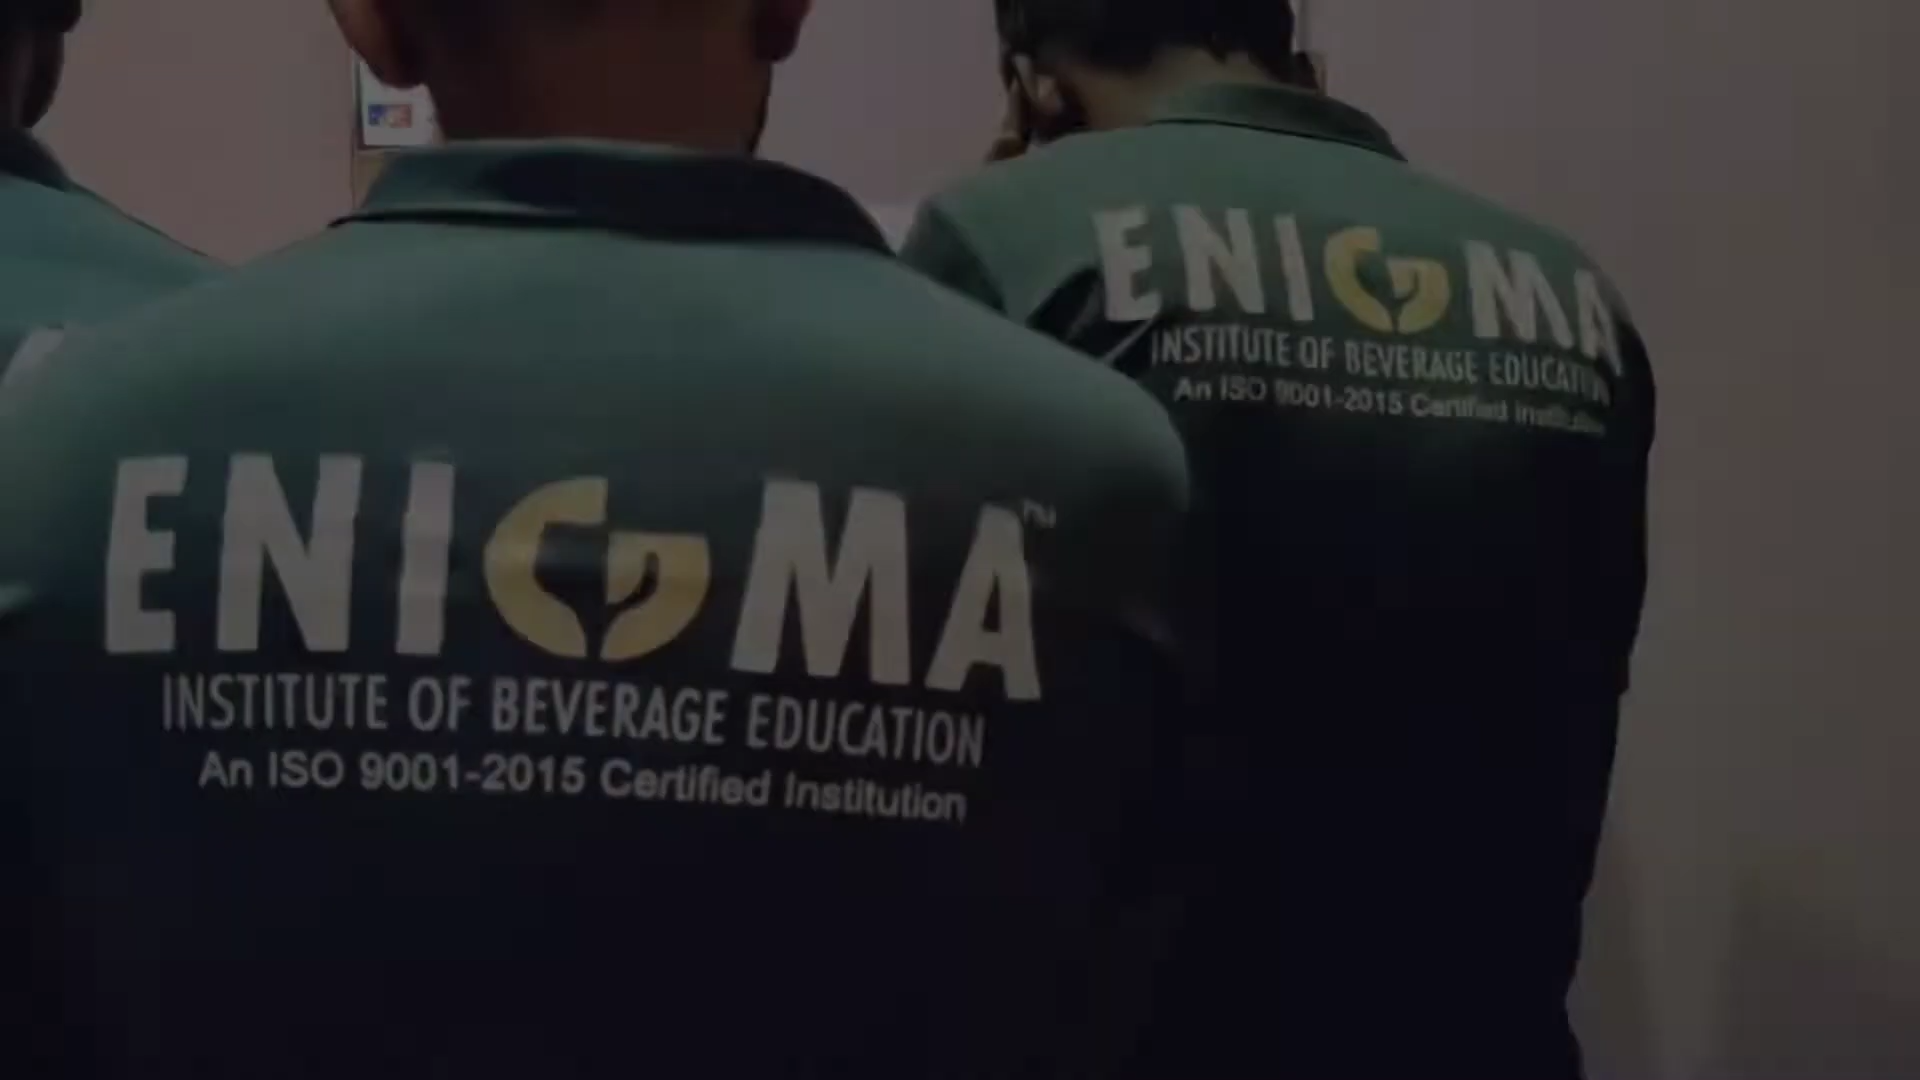 ENIGMA™
INSTITUTE OF BEVERAGE EDUCATION
An ISO 9001-2015 Certified Institution
ENIGMA
INSTITUTE OF BEVERAGE EDUCATION
An ISO 9001-2015 Certified Institution